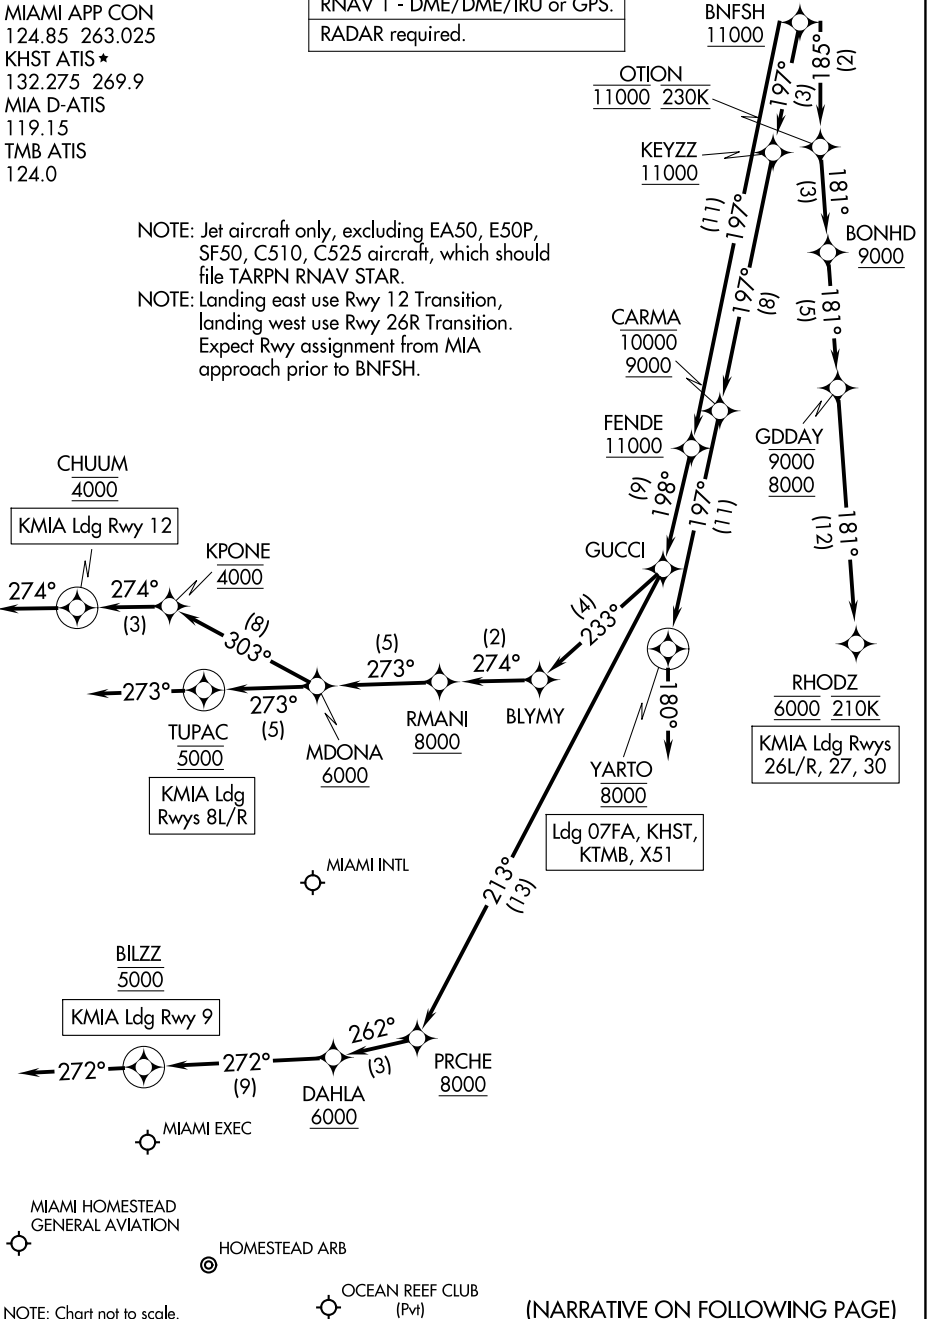 MIAMI APP CON
124.85 263.025
KHST ATIS★
132.275 269.9
MIA D-ATIS
119.15
TMB ATIS
124.0
RNAV 1 - DME/DME/IRU or GPS.
RADAR required.
NOTE: Jet aircraft only, excluding EA50, E50P,
SF50, C510, C525 aircraft, which should
file TARPN RNAV STAR.
NOTE: Landing east use Rwy 12 Transition,
landing west use Rwy 26R Transition.
Expect Rwy assignment from MIA
approach prior to BNFSH.
BNFSH
11000
185°
(2)
197°
(3)
OTION
11000 230K
KEYZZ
11000
181°
(3)
BONHD
9000
(11)
197°
197°
(8)
181°
(5)
CARMA
10000
9000
FENDE
11000
GDDAY
9000
8000
(9)
198°
197°
(11)
181°
(12)
GUCCI
CHUUM
4000
KMIA Ldg Rwy 12
KPONE
4000
274°
274°
(3)
(8)
303°
(5)
273°
(2)
274°
(4)
233°
273°
273°
(5)
TUPAC
5000
KMIA Ldg
Rwys 8L/R
MDONA
6000
RMANI
8000
BLYMY
180°
YARTO
8000
Ldg 07FA, KHST,
KTMB, X51
RHODZ
6000 210K
KMIA Ldg Rwys
26L/R, 27, 30
MIAMI INTL
213°
(13)
BILZZ
5000
KMIA Ldg Rwy 9
272°
272°
(9)
262°
(3)
DAHLA
6000
PRCHE
8000
MIAMI EXEC
MIAMI HOMESTEAD
GENERAL AVIATION
HOMESTEAD ARB
OCEAN REEF CLUB
(Pvt)
NOTE: Chart not to scale.
(NARRATIVE ON FOLLOWING PAGE)